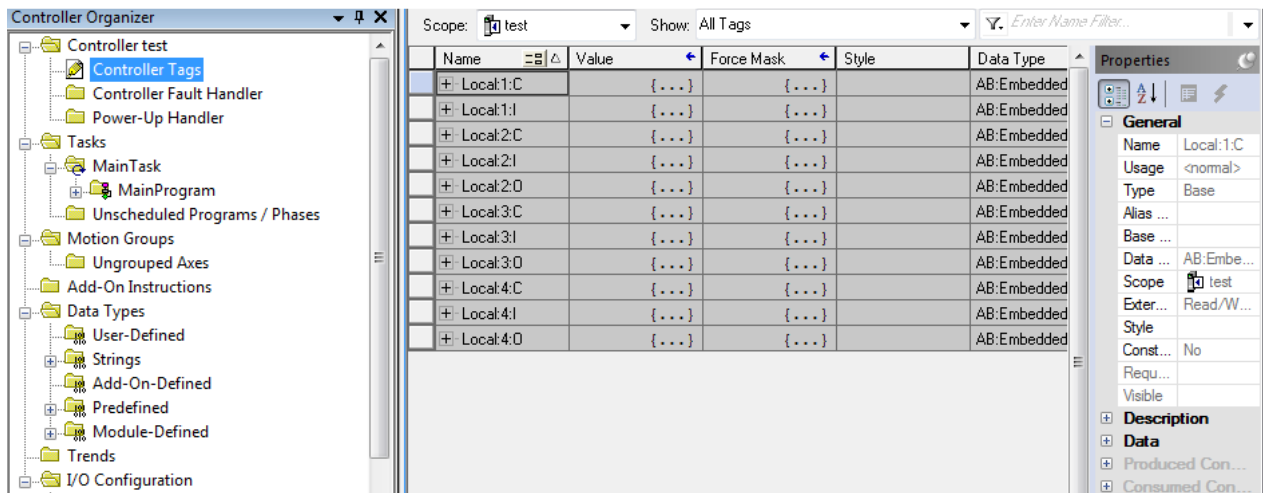 Controller Organizer
Controller test
Controller Tags
Controller Fault Handler
Power-Up Handler
Tasks
MainTask
MainProgram
Unscheduled Programs / Phases
Motion Groups
Ungrouped Axes
Add-On Instructions
Data Types
User-Defined
Strings
Add-On-Defined
Predefined
Module-Defined
Trends
I/O Configuration
Scope: test Show: All Tags Enter Name Filter...
Name Value Force Mask Style Data Type
Local:1:C {...} {...} AB:Embedded
Local:1:I {...} {...} AB:Embedded
Local:2:C {...} {...} AB:Embedded
Local:2:I {...} {...} AB:Embedded
Local:2:O {...} {...} AB:Embedded
Local:3:C {...} {...} AB:Embedded
Local:3:I {...} {...} AB:Embedded
Local:3:O {...} {...} AB:Embedded
Local:4:C {...} {...} AB:Embedded
Local:4:I {...} {...} AB:Embedded
Local:4:O {...} {...} AB:Embedded
Properties
General
Name Local:1:C
Usage <normal>
Type Base
Alias ...
Base ...
Data ... AB:Embe...
Scope test
Exter... Read/W...
Style
Const... No
Requ...
Visible
Description
Data
Produced Con...
Consumed Con...